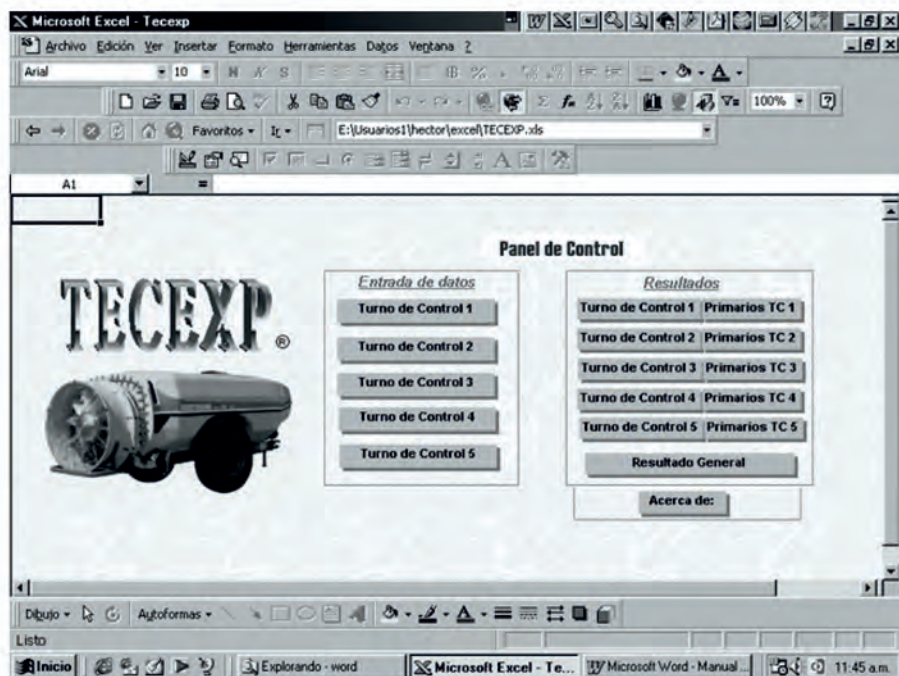 Microsoft Excel - Tecexp
Archivo Edición Ver Insertar Formato Herramientas Datos Ventana ?
Arial 10 N K S
100%
Favoritos Ir E:\Usuarios1\hector\excel\TECEXP.xls
A1 =
Panel de Control
TECEXP ®
Entrada de datos
Turno de Control 1
Turno de Control 2
Turno de Control 3
Turno de Control 4
Turno de Control 5
Resultados
Turno de Control 1 Primarios TC 1
Turno de Control 2 Primarios TC 2
Turno de Control 3 Primarios TC 3
Turno de Control 4 Primarios TC 4
Turno de Control 5 Primarios TC 5
Resultado General
Acerca de:
Dibujo Autoformas
Listo
Inicio Explorando - word Microsoft Excel - Te... Microsoft Word - Manual ... 11:45 a.m.